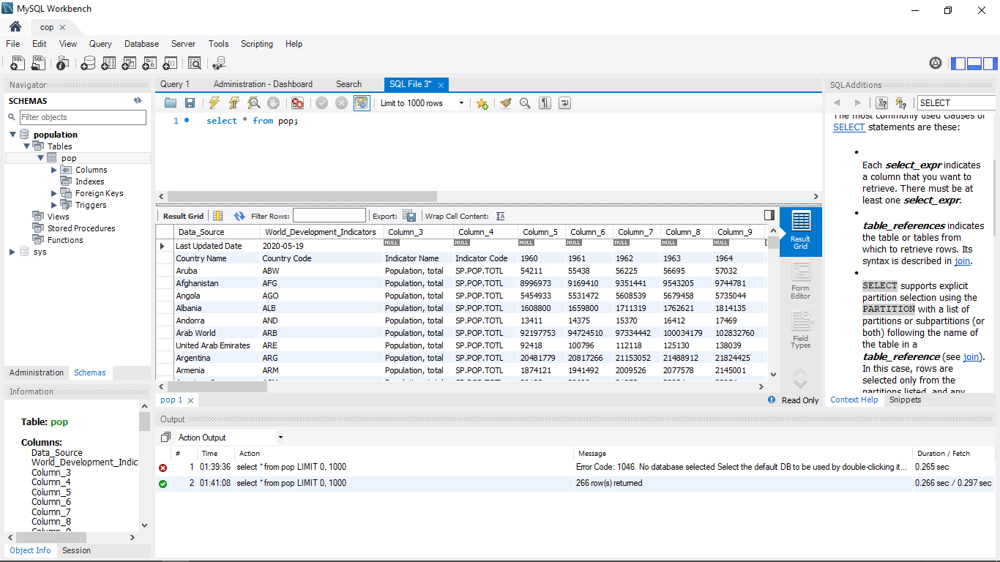 MySQL Workbench
cop
File Edit View Query Database Server Tools Scripting Help
Navigator
SCHEMAS
Filter objects
population
Tables
pop
Columns
Indexes
Foreign Keys
Triggers
Views
Stored Procedures
Functions
sys
Administration Schemas
Information
Table: pop
Columns:
Data_Source
World_Development_Indic
Column_3
Column_4
Column_5
Column_6
Column_7
Column_8
Object Info Session
Query 1 Administration - Dashboard Search SQL File 3*
Limit to 1000 rows
1 select * from pop;
Result Grid Filter Rows: Export: Wrap Cell Content:
Data_Source World_Development_Indicators Column_3 Column_4 Column_5 Column_6 Column_7 Column_8 Column_9
Last Updated Date 2020-05-19 NULL NULL NULL NULL NULL NULL NULL
Country Name Country Code Indicator Name Indicator Code 1960 1961 1962 1963 1964
Aruba ABW Population, total SP.POP.TOTL 54211 55438 56225 56695 57032
Afghanistan AFG Population, total SP.POP.TOTL 8996973 9169410 9351441 9543205 9744781
Angola AGO Population, total SP.POP.TOTL 5454933 5531472 5608539 5679458 5735044
Albania ALB Population, total SP.POP.TOTL 1608800 1659800 1711319 1762621 1814135
Andorra AND Population, total SP.POP.TOTL 13411 14375 15370 16412 17469
Arab World ARB Population, total SP.POP.TOTL 92197753 94724510 97334442 100034179 102832760
United Arab Emirates ARE Population, total SP.POP.TOTL 92418 100796 112118 125130 138039
Argentina ARG Population, total SP.POP.TOTL 20481779 20817266 21153052 21488912 21824425
Armenia ARM Population, total SP.POP.TOTL 1874121 1941492 2009526 2077578 2145001
pop 1
Result
Grid
Form
Editor
Field
Types
Read Only
SQLAdditions
SELECT
The most commonly used clauses of
SELECT statements are these:
Each select_expr indicates
a column that you want to
retrieve. There must be at
least one select_expr.
table_references indicates
the table or tables from
which to retrieve rows. Its
syntax is described in join.
SELECT supports explicit
partition selection using the
PARTITION with a list of
partitions or subpartitions (or
both) following the name of
the table in a
table_reference (see join).
In this case, rows are
selected only from the
partitions listed, and any
Context Help Snippets
Output
Action Output
# Time Action Message Duration / Fetch
1 01:39:36 select * from pop LIMIT 0, 1000 Error Code: 1046. No database selected Select the default DB to be used by double-clicking it... 0.265 sec
2 01:41:08 select * from pop LIMIT 0, 1000 266 row(s) returned 0.266 sec / 0.297 sec